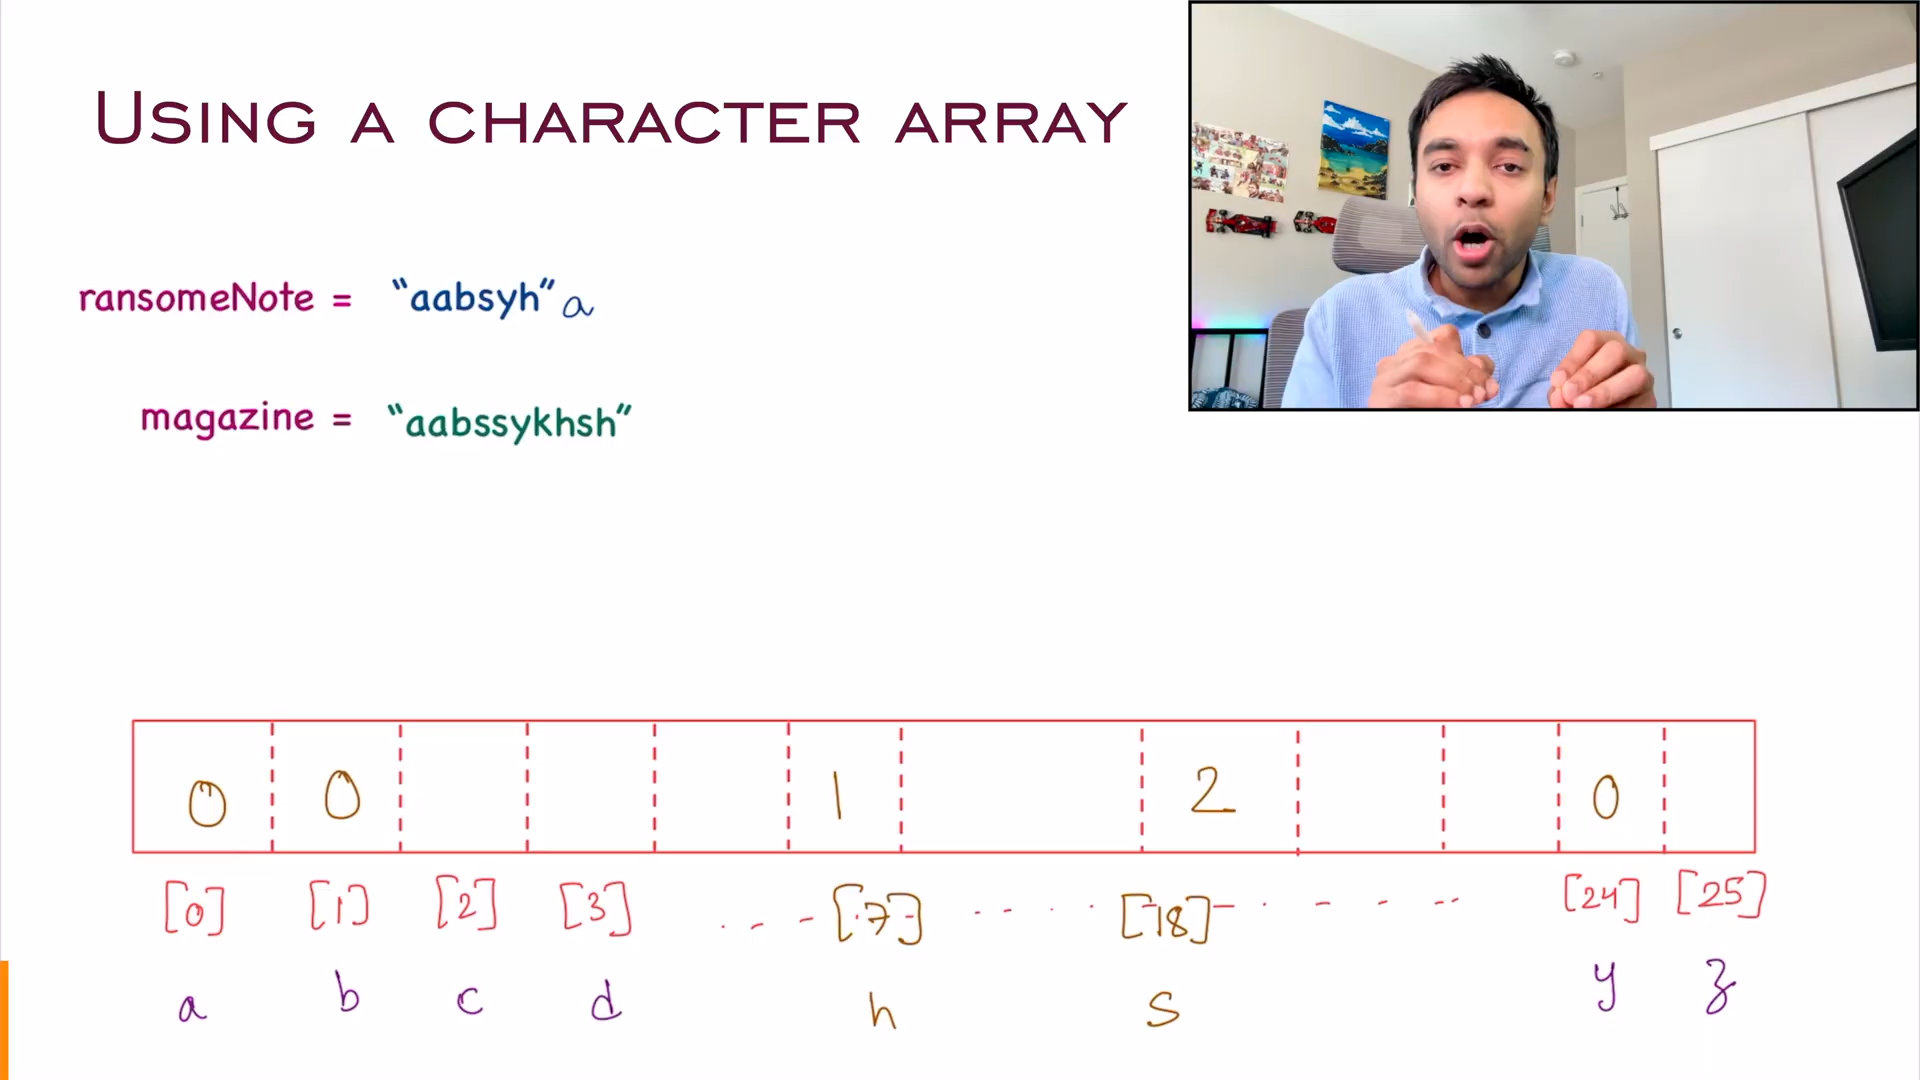 USING A CHARACTER ARRAY
ransomeNote = “aabsyh” a
magazine = “aabssykhsh”
0 0 1 2 0
[0] [1] [2] [3] [7] [18] [24] [25]
a b c d h s y z